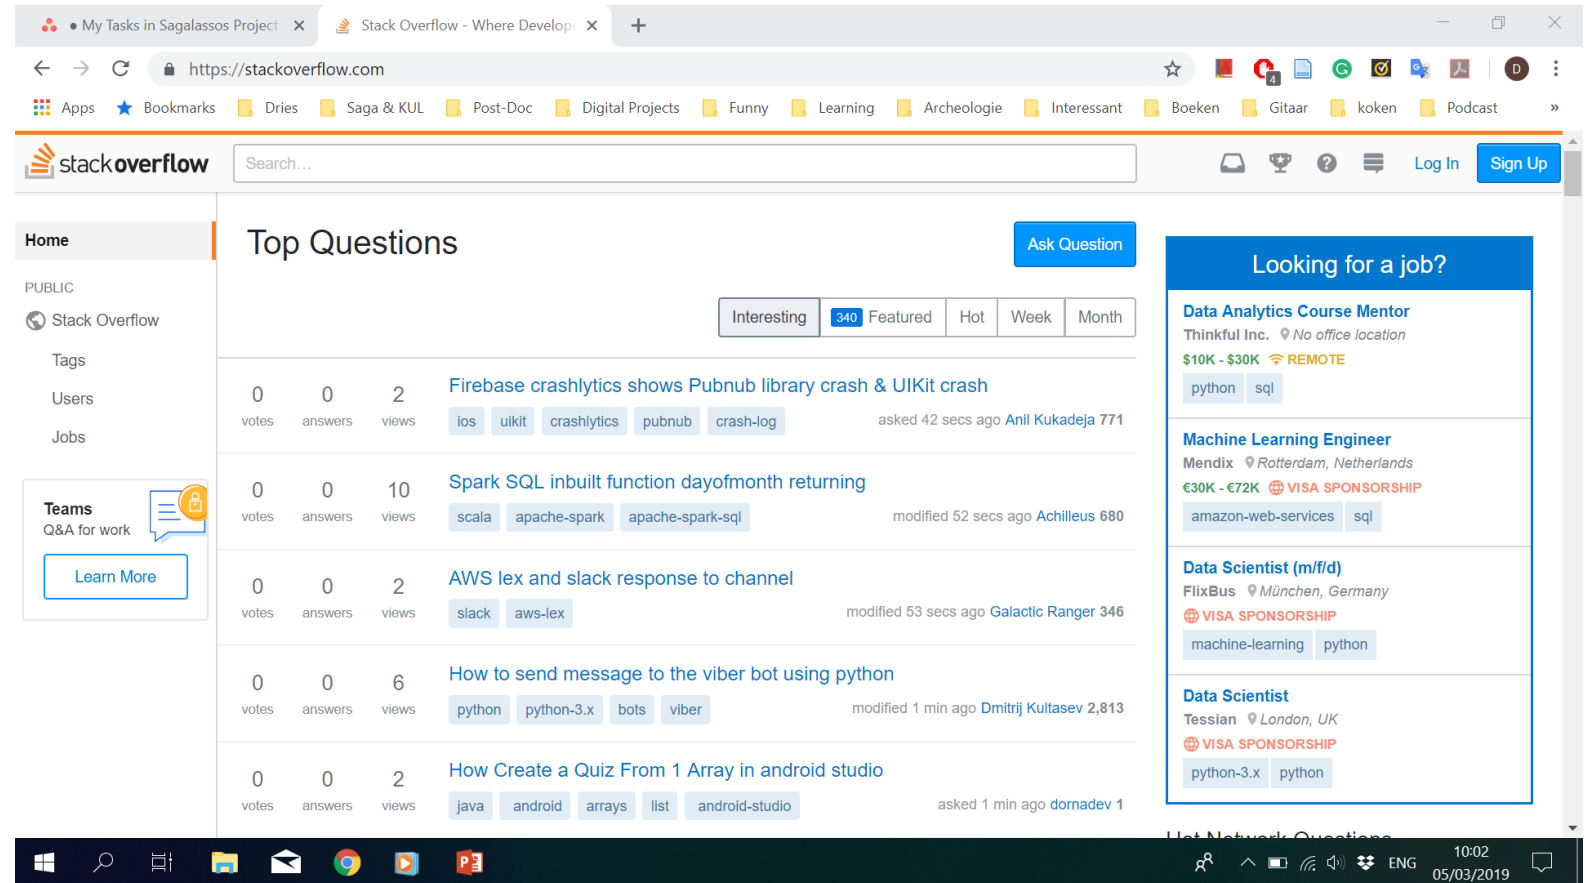 ● My Tasks in Sagalassos Project
Stack Overflow - Where Develope
https://stackoverflow.com
4
D
Apps Bookmarks Dries Saga & KUL Post-Doc Digital Projects Funny Learning Archeologie Interessant Boeken Gitaar koken Podcast »
stackoverflow
Search...
Log In
Sign Up
Home
PUBLIC
Stack Overflow
Tags
Users
Jobs
Teams
Q&A for work
Learn More
Top Questions
Ask Question
Interesting 340 Featured Hot Week Month
0 0 2
votes answers views
Firebase crashlytics shows Pubnub library crash & UIKit crash
ios uikit crashlytics pubnub crash-log
asked 42 secs ago Anil Kukadeja 771
0 0 10
votes answers views
Spark SQL inbuilt function dayofmonth returning
scala apache-spark apache-spark-sql
modified 52 secs ago Achilleus 680
0 0 2
votes answers views
AWS lex and slack response to channel
slack aws-lex
modified 53 secs ago Galactic Ranger 346
0 0 6
votes answers views
How to send message to the viber bot using python
python python-3.x bots viber
modified 1 min ago Dmitrij Kultasev 2,813
0 0 2
votes answers views
How Create a Quiz From 1 Array in android studio
java android arrays list android-studio
asked 1 min ago dornadev 1
Looking for a job?
Data Analytics Course Mentor
Thinkful Inc. No office location
$10K - $30K REMOTE
python sql
Machine Learning Engineer
Mendix Rotterdam, Netherlands
€30K - €72K VISA SPONSORSHIP
amazon-web-services sql
Data Scientist (m/f/d)
FlixBus München, Germany
VISA SPONSORSHIP
machine-learning python
Data Scientist
Tessian London, UK
VISA SPONSORSHIP
python-3.x python
Hot Network Questions
ENG
10:02
05/03/2019